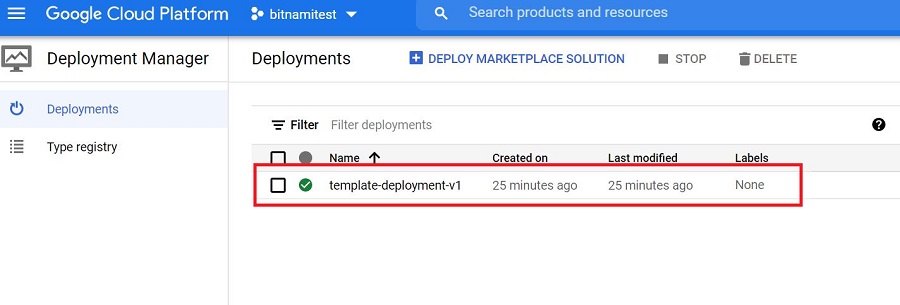 Google Cloud Platform bitnamitest Search products and resources
Deployment Manager Deployments DEPLOY MARKETPLACE SOLUTION STOP DELETE
Deployments
Type registry
Filter Filter deployments ?
Name Created on Last modified Labels
template-deployment-v1 25 minutes ago 25 minutes ago None